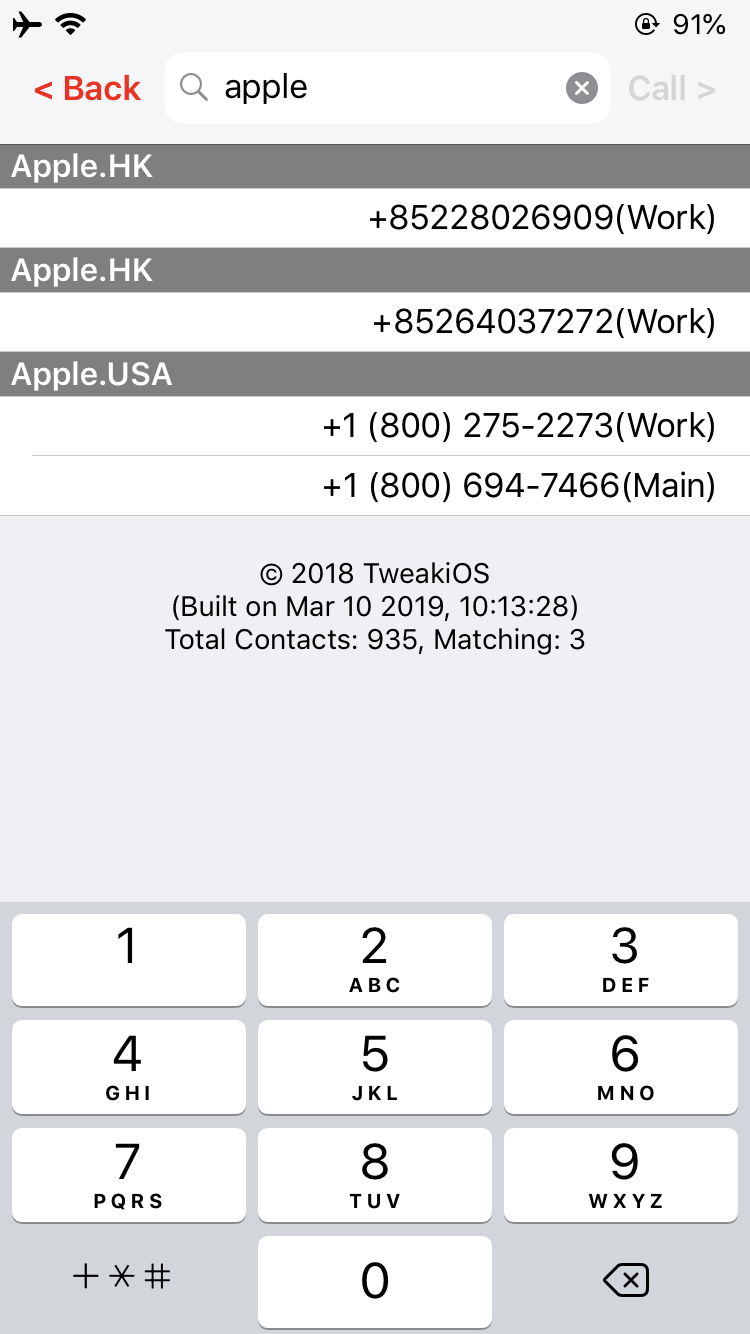 91%
< Back
apple
Call >
Apple.HK
+85228026909(Work)
Apple.HK
+85264037272(Work)
Apple.USA
+1 (800) 275-2273(Work)
+1 (800) 694-7466(Main)
© 2018 TweakiOS
(Built on Mar 10 2019, 10:13:28)
Total Contacts: 935, Matching: 3
1 2 3
ABC DEF
4 5 6
GHI JKL MNO
7 8 9
PQRS TUV WXYZ
+ * # 0